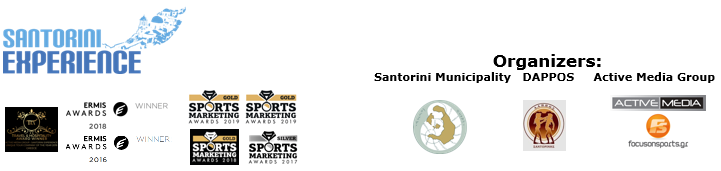 SANTORINI
EXPERIENCE
ERMIS
AWARDS
2018
WINNER
ERMIS
AWARDS
2016
WINNER
GOLD
SPORTS
MARKETING
AWARDS 2019
GOLD
SPORTS
MARKETING
AWARDS 2019
GOLD
SPORTS
MARKETING
AWARDS 2018
SILVER
SPORTS
MARKETING
AWARDS 2017
Organizers:
Santorini Municipality DAPPOS Active Media Group
ACTIVE MEDIA
focusonsports.gr